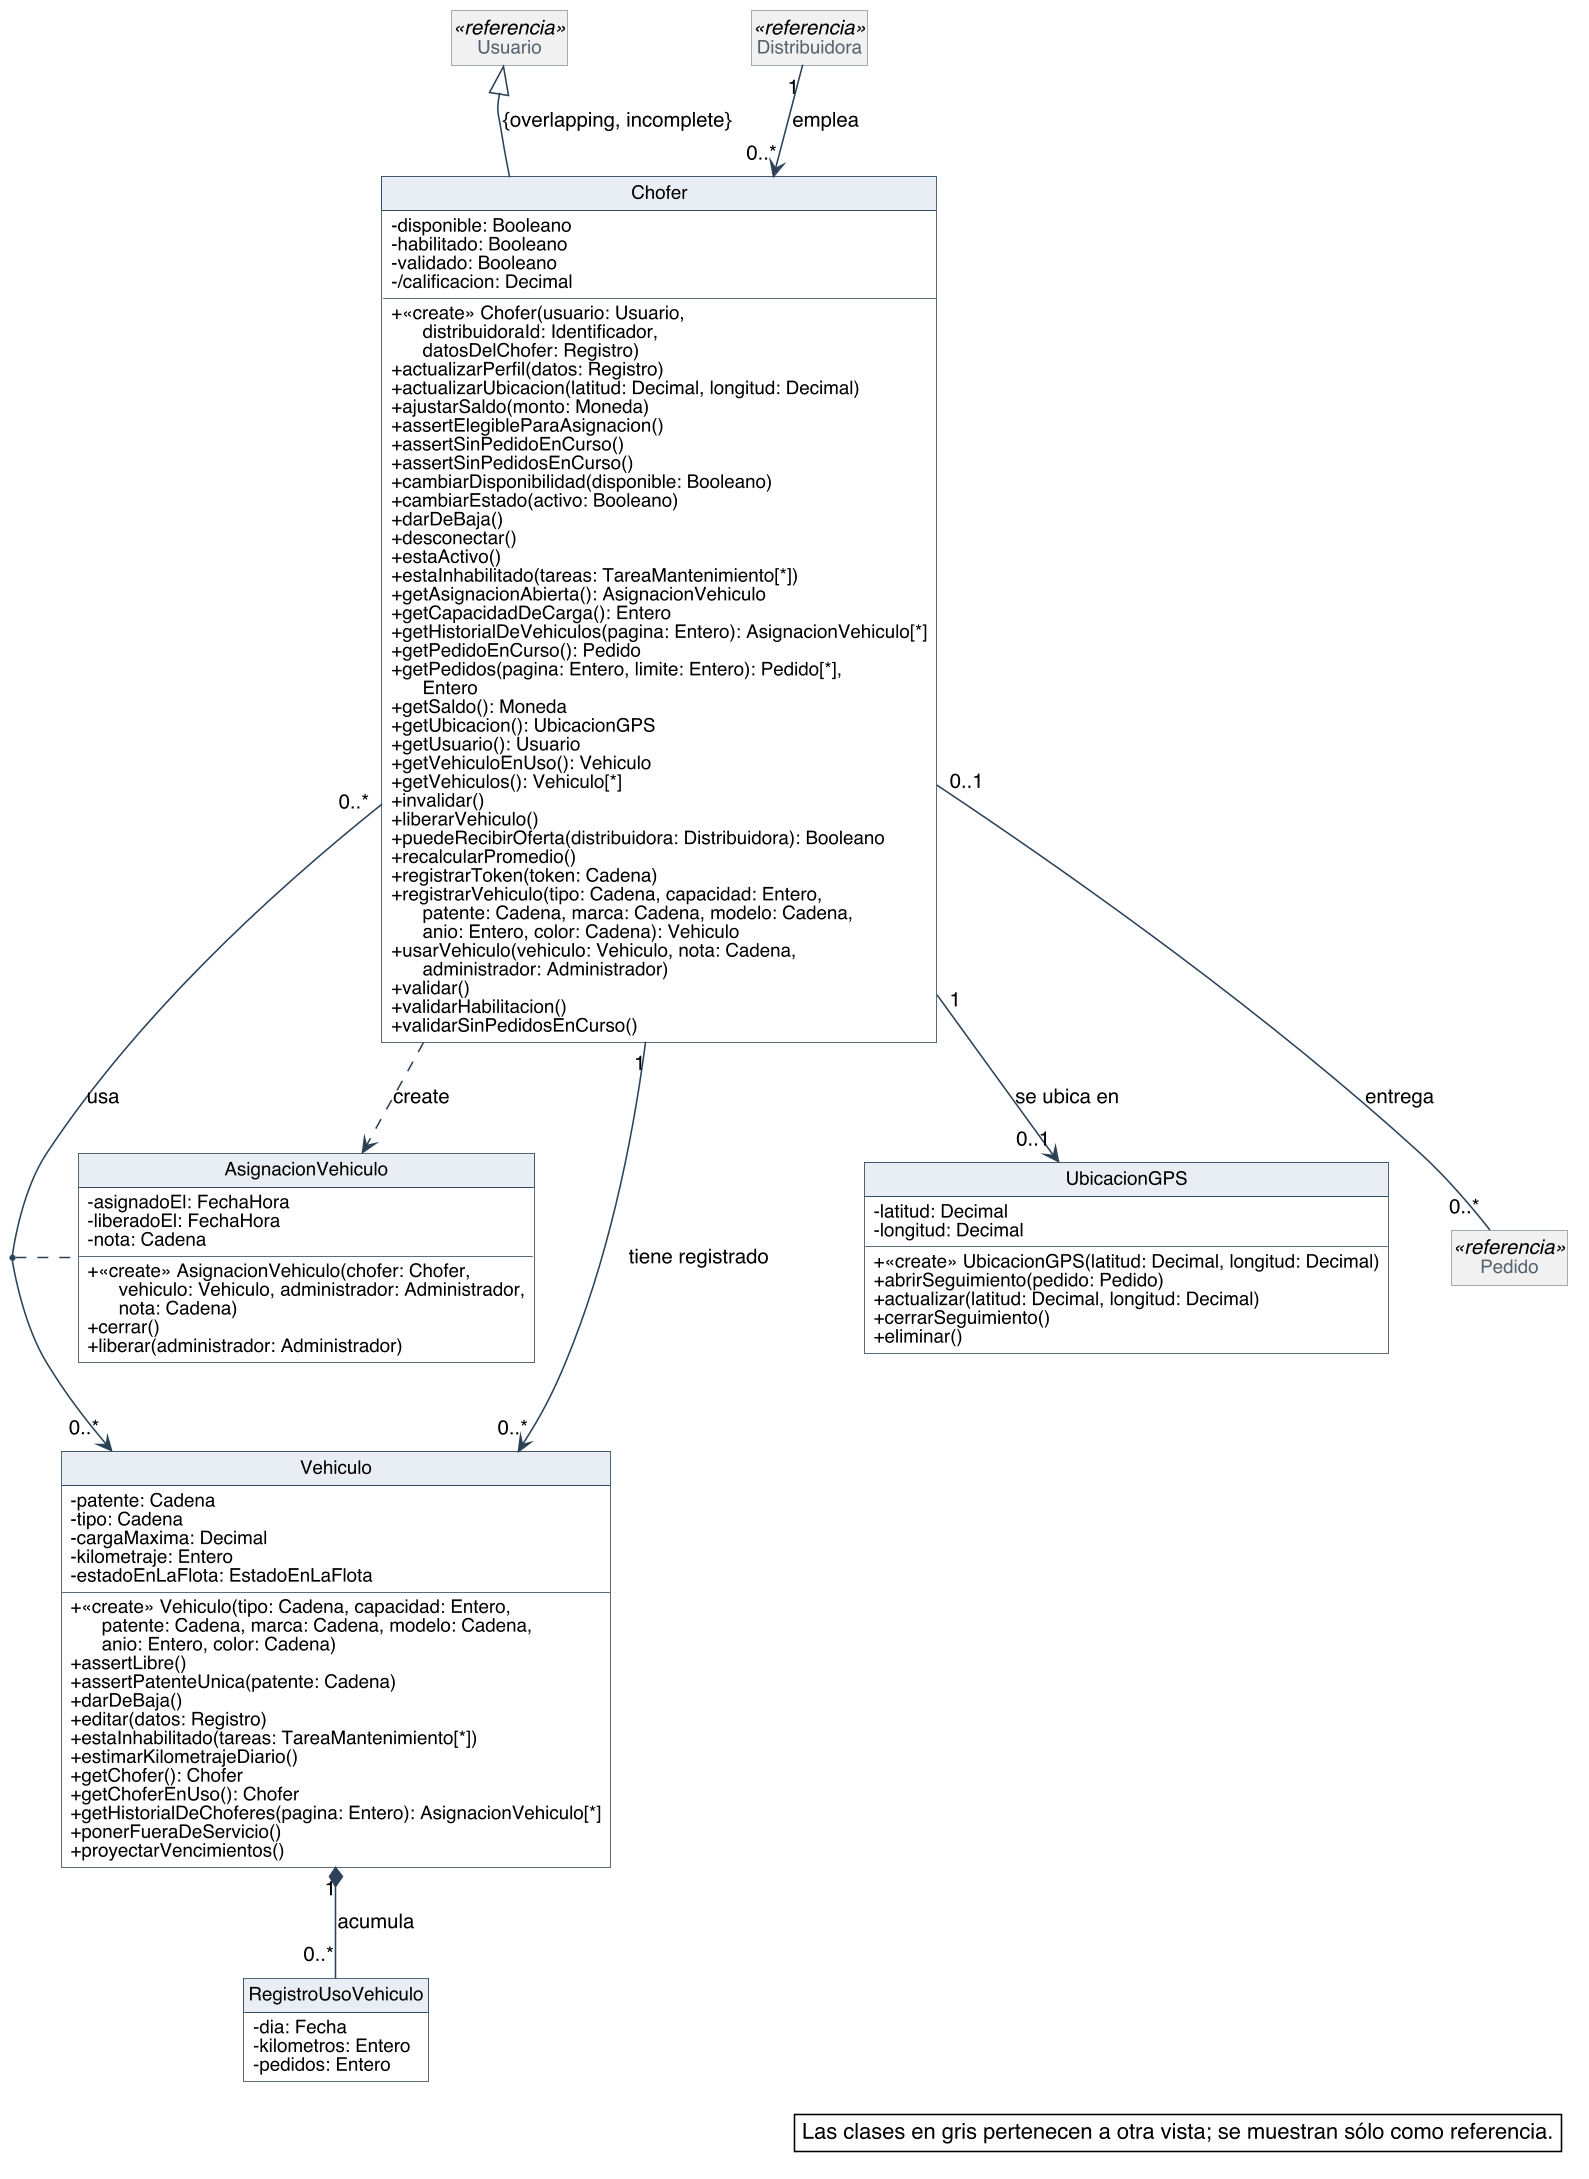 «referencia»
Usuario
«referencia»
Distribuidora
1
{overlapping, incomplete}
emplea
0..*
Chofer
-disponible: Booleano
-habilitado: Booleano
-validado: Booleano
-/calificacion: Decimal
+«create» Chofer(usuario: Usuario,
distribuidoraId: Identificador,
datosDelChofer: Registro)
+actualizarPerfil(datos: Registro)
+actualizarUbicacion(latitud: Decimal, longitud: Decimal)
+ajustarSaldo(monto: Moneda)
+assertElegibleParaAsignacion()
+assertSinPedidoEnCurso()
+assertSinPedidosEnCurso()
+cambiarDisponibilidad(disponible: Booleano)
+cambiarEstado(activo: Booleano)
+darDeBaja()
+desconectar()
+estaActivo()
+estaInhabilitado(tareas: TareaMantenimiento[*])
+getAsignacionAbierta(): AsignacionVehiculo
+getCapacidadDeCarga(): Entero
+getHistorialDeVehiculos(pagina: Entero): AsignacionVehiculo[*]
+getPedidoEnCurso(): Pedido
+getPedidos(pagina: Entero, limite: Entero): Pedido[*],
Entero
+getSaldo(): Moneda
+getUbicacion(): UbicacionGPS
+getUsuario(): Usuario
+getVehiculoEnUso(): Vehiculo
+getVehiculos(): Vehiculo[*]
+invalidar()
+liberarVehiculo()
+puedeRecibirOferta(distribuidora: Distribuidora): Booleano
+recalcularPromedio()
+registrarToken(token: Cadena)
+registrarVehiculo(tipo: Cadena, capacidad: Entero,
patente: Cadena, marca: Cadena, modelo: Cadena,
anio: Entero, color: Cadena): Vehiculo
+usarVehiculo(vehiculo: Vehiculo, nota: Cadena,
administrador: Administrador)
+validar()
+validarHabilitacion()
+validarSinPedidosEnCurso()
0..*
0..1
1
1
usa
create
se ubica en
entrega
0..1
0..*
tiene registrado
AsignacionVehiculo
-asignadoEl: FechaHora
-liberadoEl: FechaHora
-nota: Cadena
+«create» AsignacionVehiculo(chofer: Chofer,
vehiculo: Vehiculo, administrador: Administrador,
nota: Cadena)
+cerrar()
+liberar(administrador: Administrador)
UbicacionGPS
-latitud: Decimal
-longitud: Decimal
+«create» UbicacionGPS(latitud: Decimal, longitud: Decimal)
+abrirSeguimiento(pedido: Pedido)
+actualizar(latitud: Decimal, longitud: Decimal)
+cerrarSeguimiento()
+eliminar()
«referencia»
Pedido
0..*
0..*
Vehiculo
-patente: Cadena
-tipo: Cadena
-cargaMaxima: Decimal
-kilometraje: Entero
-estadoEnLaFlota: EstadoEnLaFlota
+«create» Vehiculo(tipo: Cadena, capacidad: Entero,
patente: Cadena, marca: Cadena, modelo: Cadena,
anio: Entero, color: Cadena)
+assertLibre()
+assertPatenteUnica(patente: Cadena)
+darDeBaja()
+editar(datos: Registro)
+estaInhabilitado(tareas: TareaMantenimiento[*])
+estimarKilometrajeDiario()
+getChofer(): Chofer
+getChoferEnUso(): Chofer
+getHistorialDeChoferes(pagina: Entero): AsignacionVehiculo[*]
+ponerFueraDeServicio()
+proyectarVencimientos()
1
acumula
0..*
RegistroUsoVehiculo
-dia: Fecha
-kilometros: Entero
-pedidos: Entero
Las clases en gris pertenecen a otra vista; se muestran sólo como referencia.